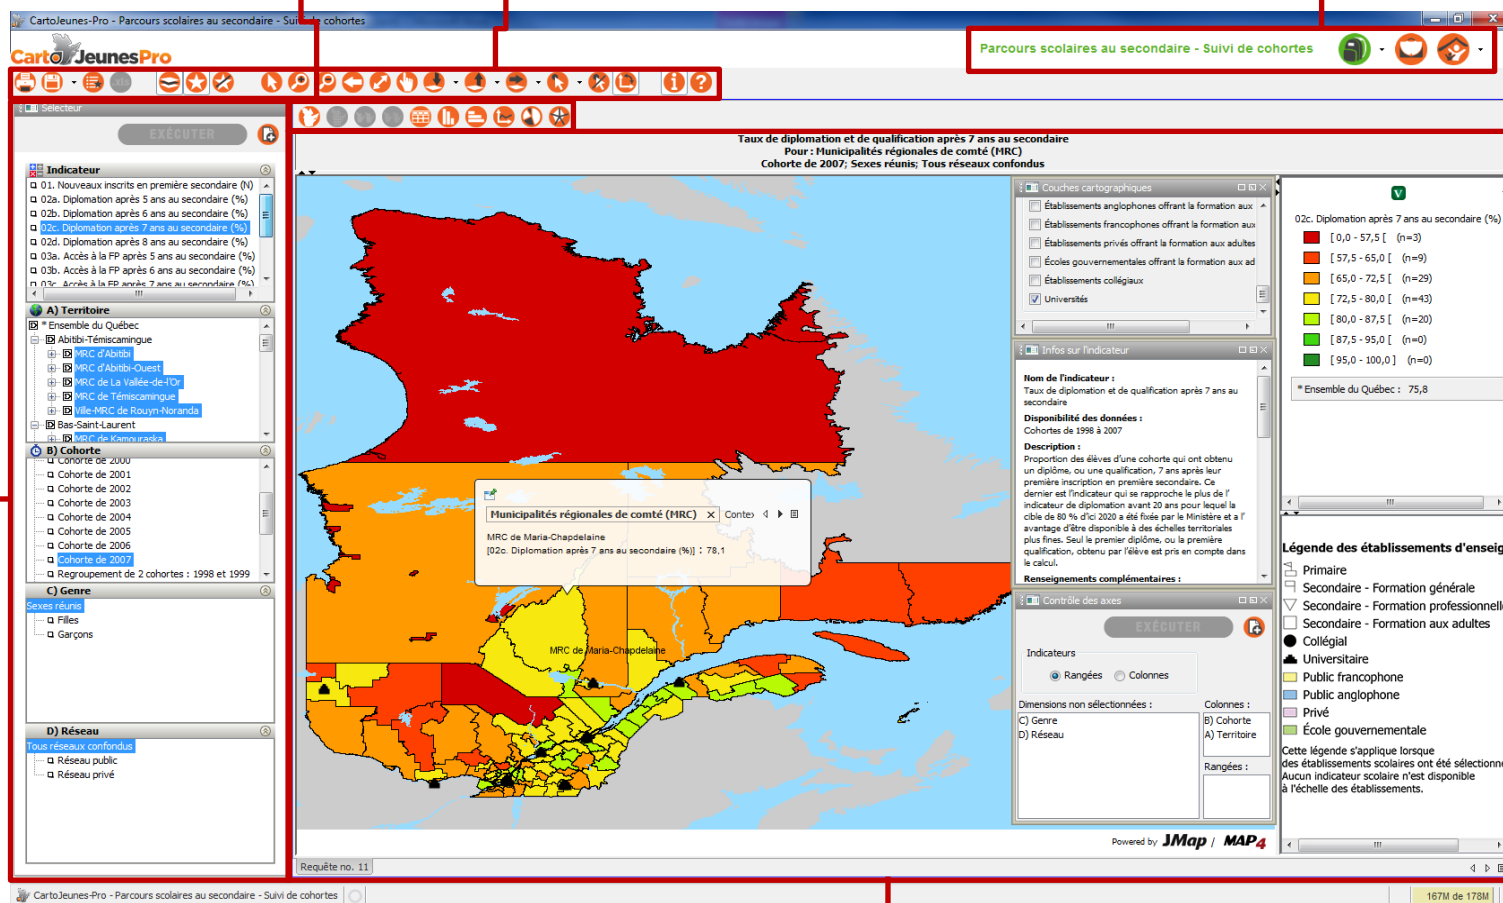 CartoJeunes-Pro - Parcours scolaires au secondaire - Suivi de cohortes
CartoJeunesPro
Parcours scolaires au secondaire - Suivi de cohortes
Sélecteur
EXÉCUTER
Indicateur
01. Nouveaux inscrits en première secondaire (N)
02a. Diplomation après 5 ans au secondaire (%)
02b. Diplomation après 6 ans au secondaire (%)
02c. Diplomation après 7 ans au secondaire (%)
02d. Diplomation après 8 ans au secondaire (%)
03a. Accès à la FP après 5 ans au secondaire (%)
03b. Accès à la FP après 6 ans au secondaire (%)
03c. Accès à la FP après 7 ans au secondaire (%)
A) Territoire
* Ensemble du Québec
Abitibi-Témiscamingue
MRC d'Abitibi
MRC d'Abitibi-Ouest
MRC de La Vallée-de-l'Or
MRC de Témiscamingue
Ville-MRC de Rouyn-Noranda
Bas-Saint-Laurent
MRC de Kamouraska
B) Cohorte
Cohorte de 2000
Cohorte de 2001
Cohorte de 2002
Cohorte de 2003
Cohorte de 2004
Cohorte de 2005
Cohorte de 2006
Cohorte de 2007
Regroupement de 2 cohortes : 1998 et 1999
C) Genre
Sexes réunis
Filles
Garçons
D) Réseau
Tous réseaux confondus
Réseau public
Réseau privé
Taux de diplomation et de qualification après 7 ans au secondaire
Pour : Municipalités régionales de comté (MRC)
Cohorte de 2007; Sexes réunis; Tous réseaux confondus
Municipalités régionales de comté (MRC) Contex
MRC de Maria-Chapdelaine
[02c. Diplomation après 7 ans au secondaire (%)] : 78,1
MRC de Maria-Chapdelaine
Couches cartographiques
Établissements anglophones offrant la formation aux
Établissements francophones offrant la formation aux
Établissements privés offrant la formation aux adultes
Écoles gouvernementales offrant la formation aux ad
Établissements collégiaux
Universités
Infos sur l'indicateur
Nom de l'indicateur :
Taux de diplomation et de qualification après 7 ans au
secondaire
Disponibilité des données :
Cohortes de 1998 à 2007
Description :
Proportion des élèves d'une cohorte qui ont obtenu
un diplôme, ou une qualification, 7 ans après leur
première inscription en première secondaire. Ce
dernier est l'indicateur qui se rapproche le plus de l'
indicateur de diplomation avant 20 ans pour lequel la
cible de 80 % d'ici 2020 a été fixée par le Ministère et a l'
avantage d'être disponible à des échelles territoriales
plus fines. Seul le premier diplôme, ou la première
qualification, obtenu par l'élève est pris en compte dans
le calcul.
Renseignements complémentaires :
Contrôle des axes
EXÉCUTER
Indicateurs
Rangées Colonnes
Dimensions non sélectionnées :
C) Genre
D) Réseau
Colonnes :
B) Cohorte
A) Territoire
Rangées :
Powered by JMap / MAP4
V
02c. Diplomation après 7 ans au secondaire (%)
[ 0,0 - 57,5 [ (n=3)
[ 57,5 - 65,0 [ (n=9)
[ 65,0 - 72,5 [ (n=29)
[ 72,5 - 80,0 [ (n=43)
[ 80,0 - 87,5 [ (n=20)
[ 87,5 - 95,0 [ (n=0)
[ 95,0 - 100,0 ] (n=0)
* Ensemble du Québec : 75,8
Légende des établissements d'enseig
Primaire
Secondaire - Formation générale
Secondaire - Formation professionnell
Secondaire - Formation aux adultes
Collégial
Universitaire
Public francophone
Public anglophone
Privé
École gouvernementale
Cette légende s'applique lorsque
des établissements scolaires ont été sélectionné
Aucun indicateur scolaire n'est disponible
à l'échelle des établissements.
Requête no. 11
CartoJeunes-Pro - Parcours scolaires au secondaire - Suivi de cohortes
167M de 178M